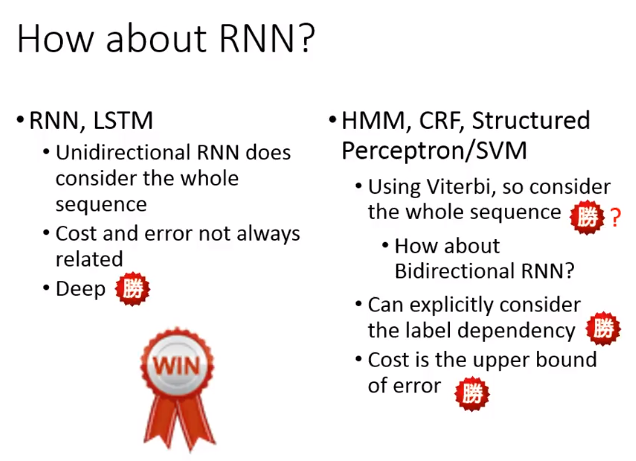 How about RNN?
•RNN, LSTM
• Unidirectional RNN does
consider the whole
sequence
• Cost and error not always
related
• Deep 勝
WIN
•HMM, CRF, Structured
Perceptron/SVM
• Using Viterbi, so consider
the whole sequence 勝 ?
• How about
Bidirectional RNN?
• Can explicitly consider
the label dependency 勝
• Cost is the upper bound
of error 勝